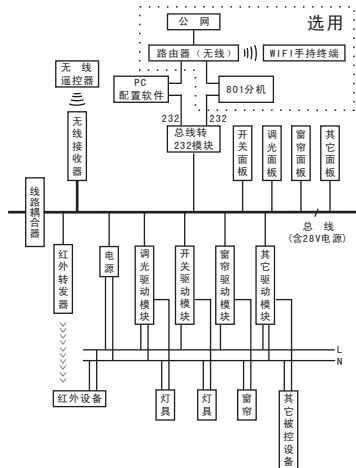 公 网
选用
路由器（无线）
WIFI手持终端
无 线
遥控器
PC
配置软件
801分机
232
232
无线接收器
总线转
232模块
开关面板
调光面板
窗帘面板
其它面板
线路耦合器
总 线
(含28V电源)
红外转发器
电源
调光驱动模块
开关驱动模块
窗帘驱动模块
其它驱动模块
L
N
红外设备
灯具
灯具
窗帘
其它被控设备